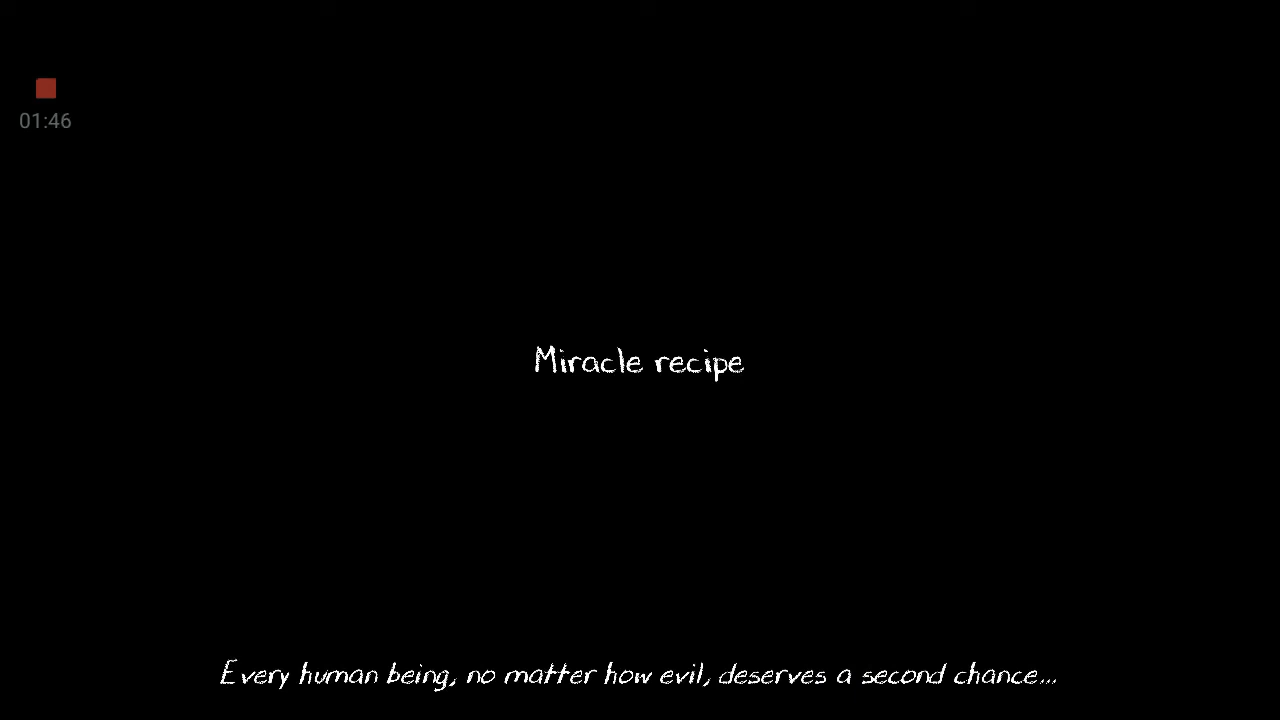 01:46
Miracle recipe
Every human being, no matter how evil, deserves a second chance...